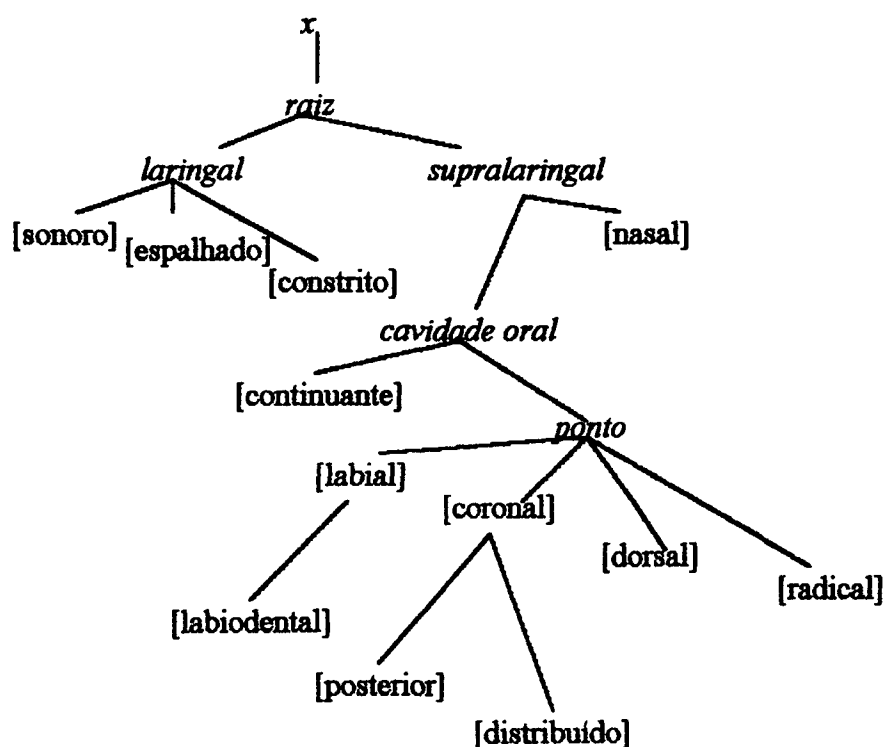 x
raiz
laringal
supralaringal
[sonoro]
[espalhado]
[nasal]
[constrito]
cavidade oral
[continuante]
ponto
[labial]
[coronal]
[dorsal]
[radical]
[labiodental]
[posterior]
[distribuído]